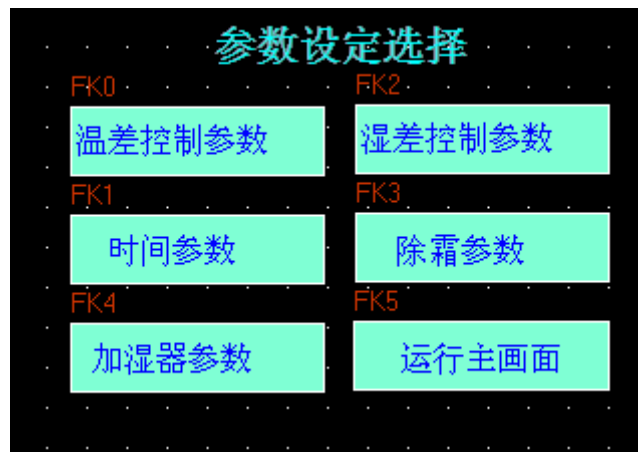 参数设定选择
FK0 FK2
温差控制参数 湿差控制参数
FK1 FK3
时间参数 除霜参数
FK4 FK5
加湿器参数 运行主画面